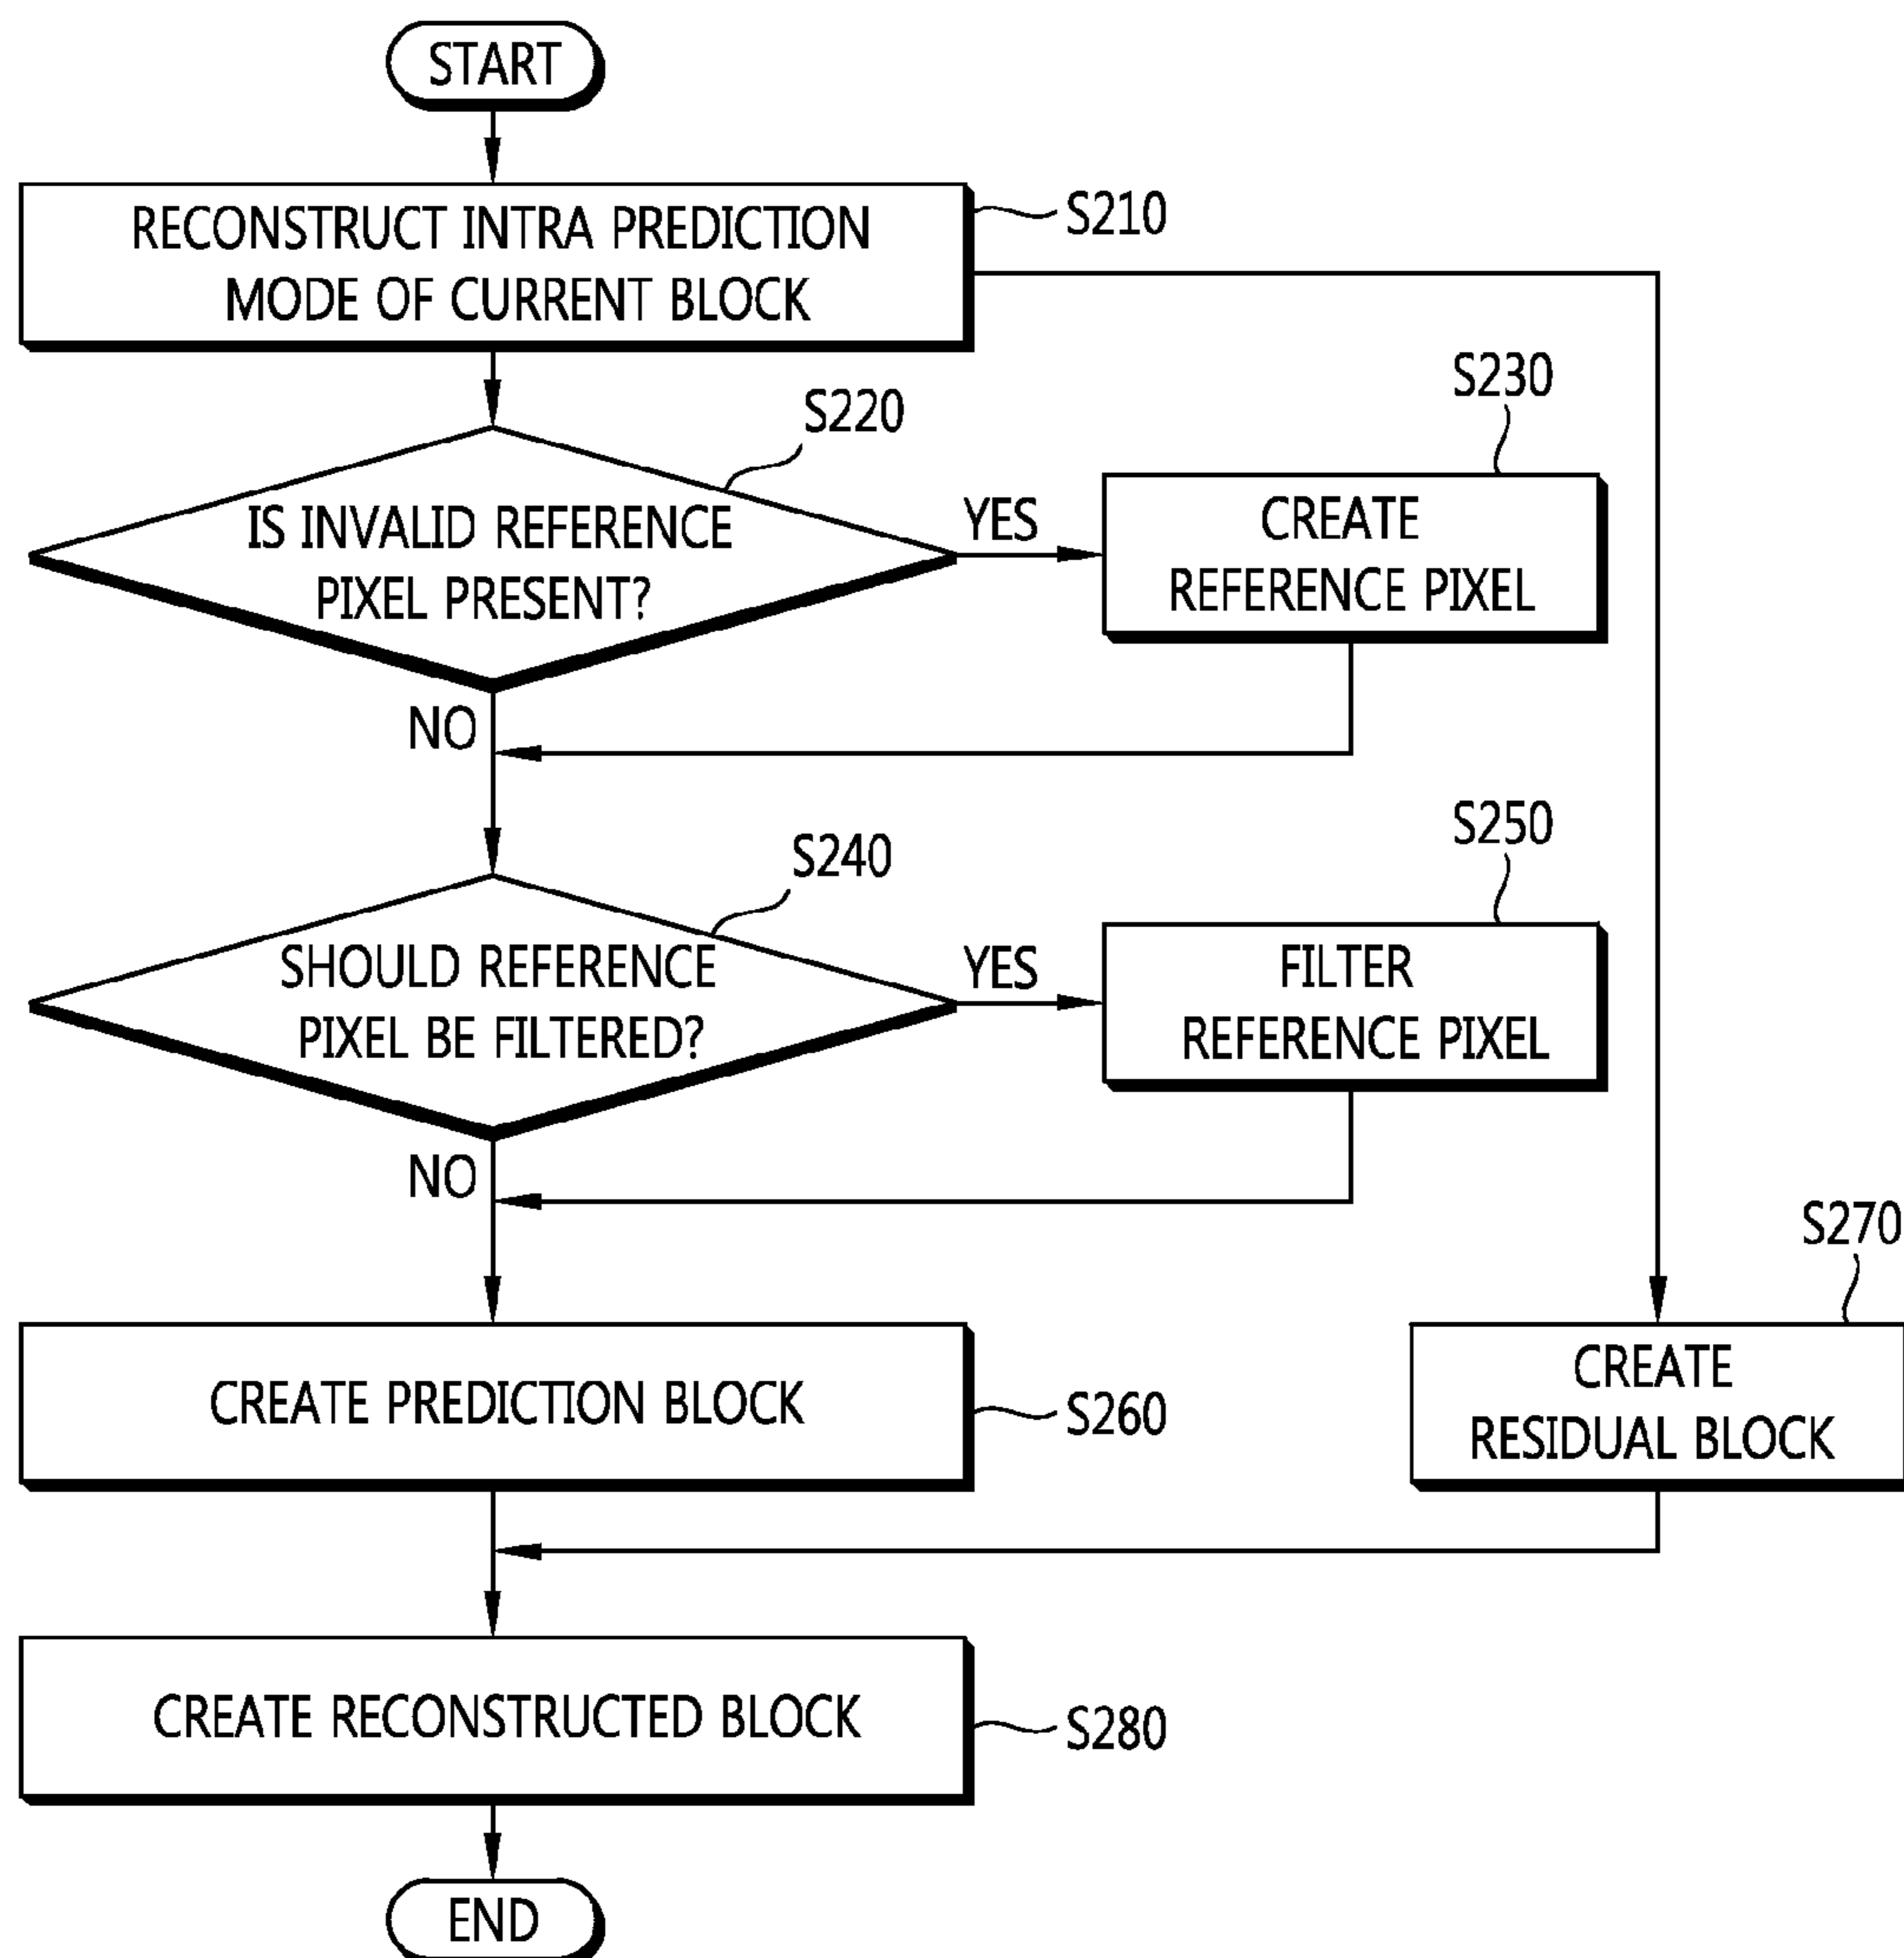 START
RECONSTRUCT INTRA PREDICTION
MODE OF CURRENT BLOCK
S210
S220
IS INVALID REFERENCE
PIXEL PRESENT?
YES
S230
CREATE
REFERENCE PIXEL
NO
S240
SHOULD REFERENCE
PIXEL BE FILTERED?
YES
S250
FILTER
REFERENCE PIXEL
NO
CREATE PREDICTION BLOCK
S260
S270
CREATE
RESIDUAL BLOCK
CREATE RECONSTRUCTED BLOCK
S280
END